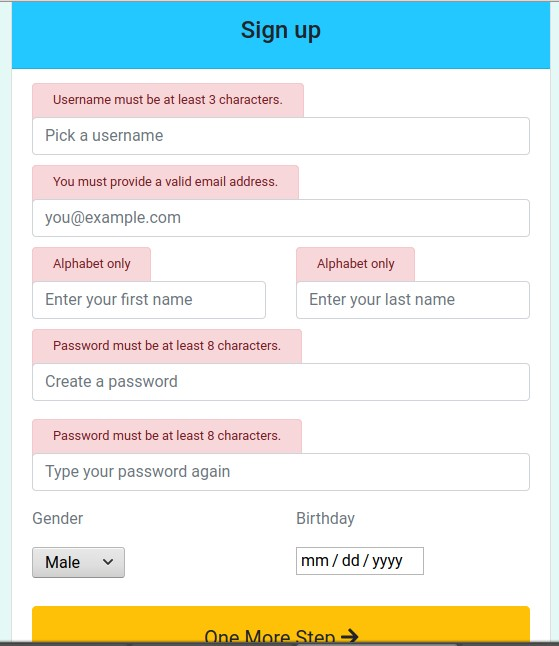 Sign up
Username must be at least 3 characters.
Pick a username
You must provide a valid email address.
you@example.com
Alphabet only
Alphabet only
Enter your first name
Enter your last name
Password must be at least 8 characters.
Create a password
Password must be at least 8 characters.
Type your password again
Gender
Birthday
Male
mm / dd / yyyy
One More Step →